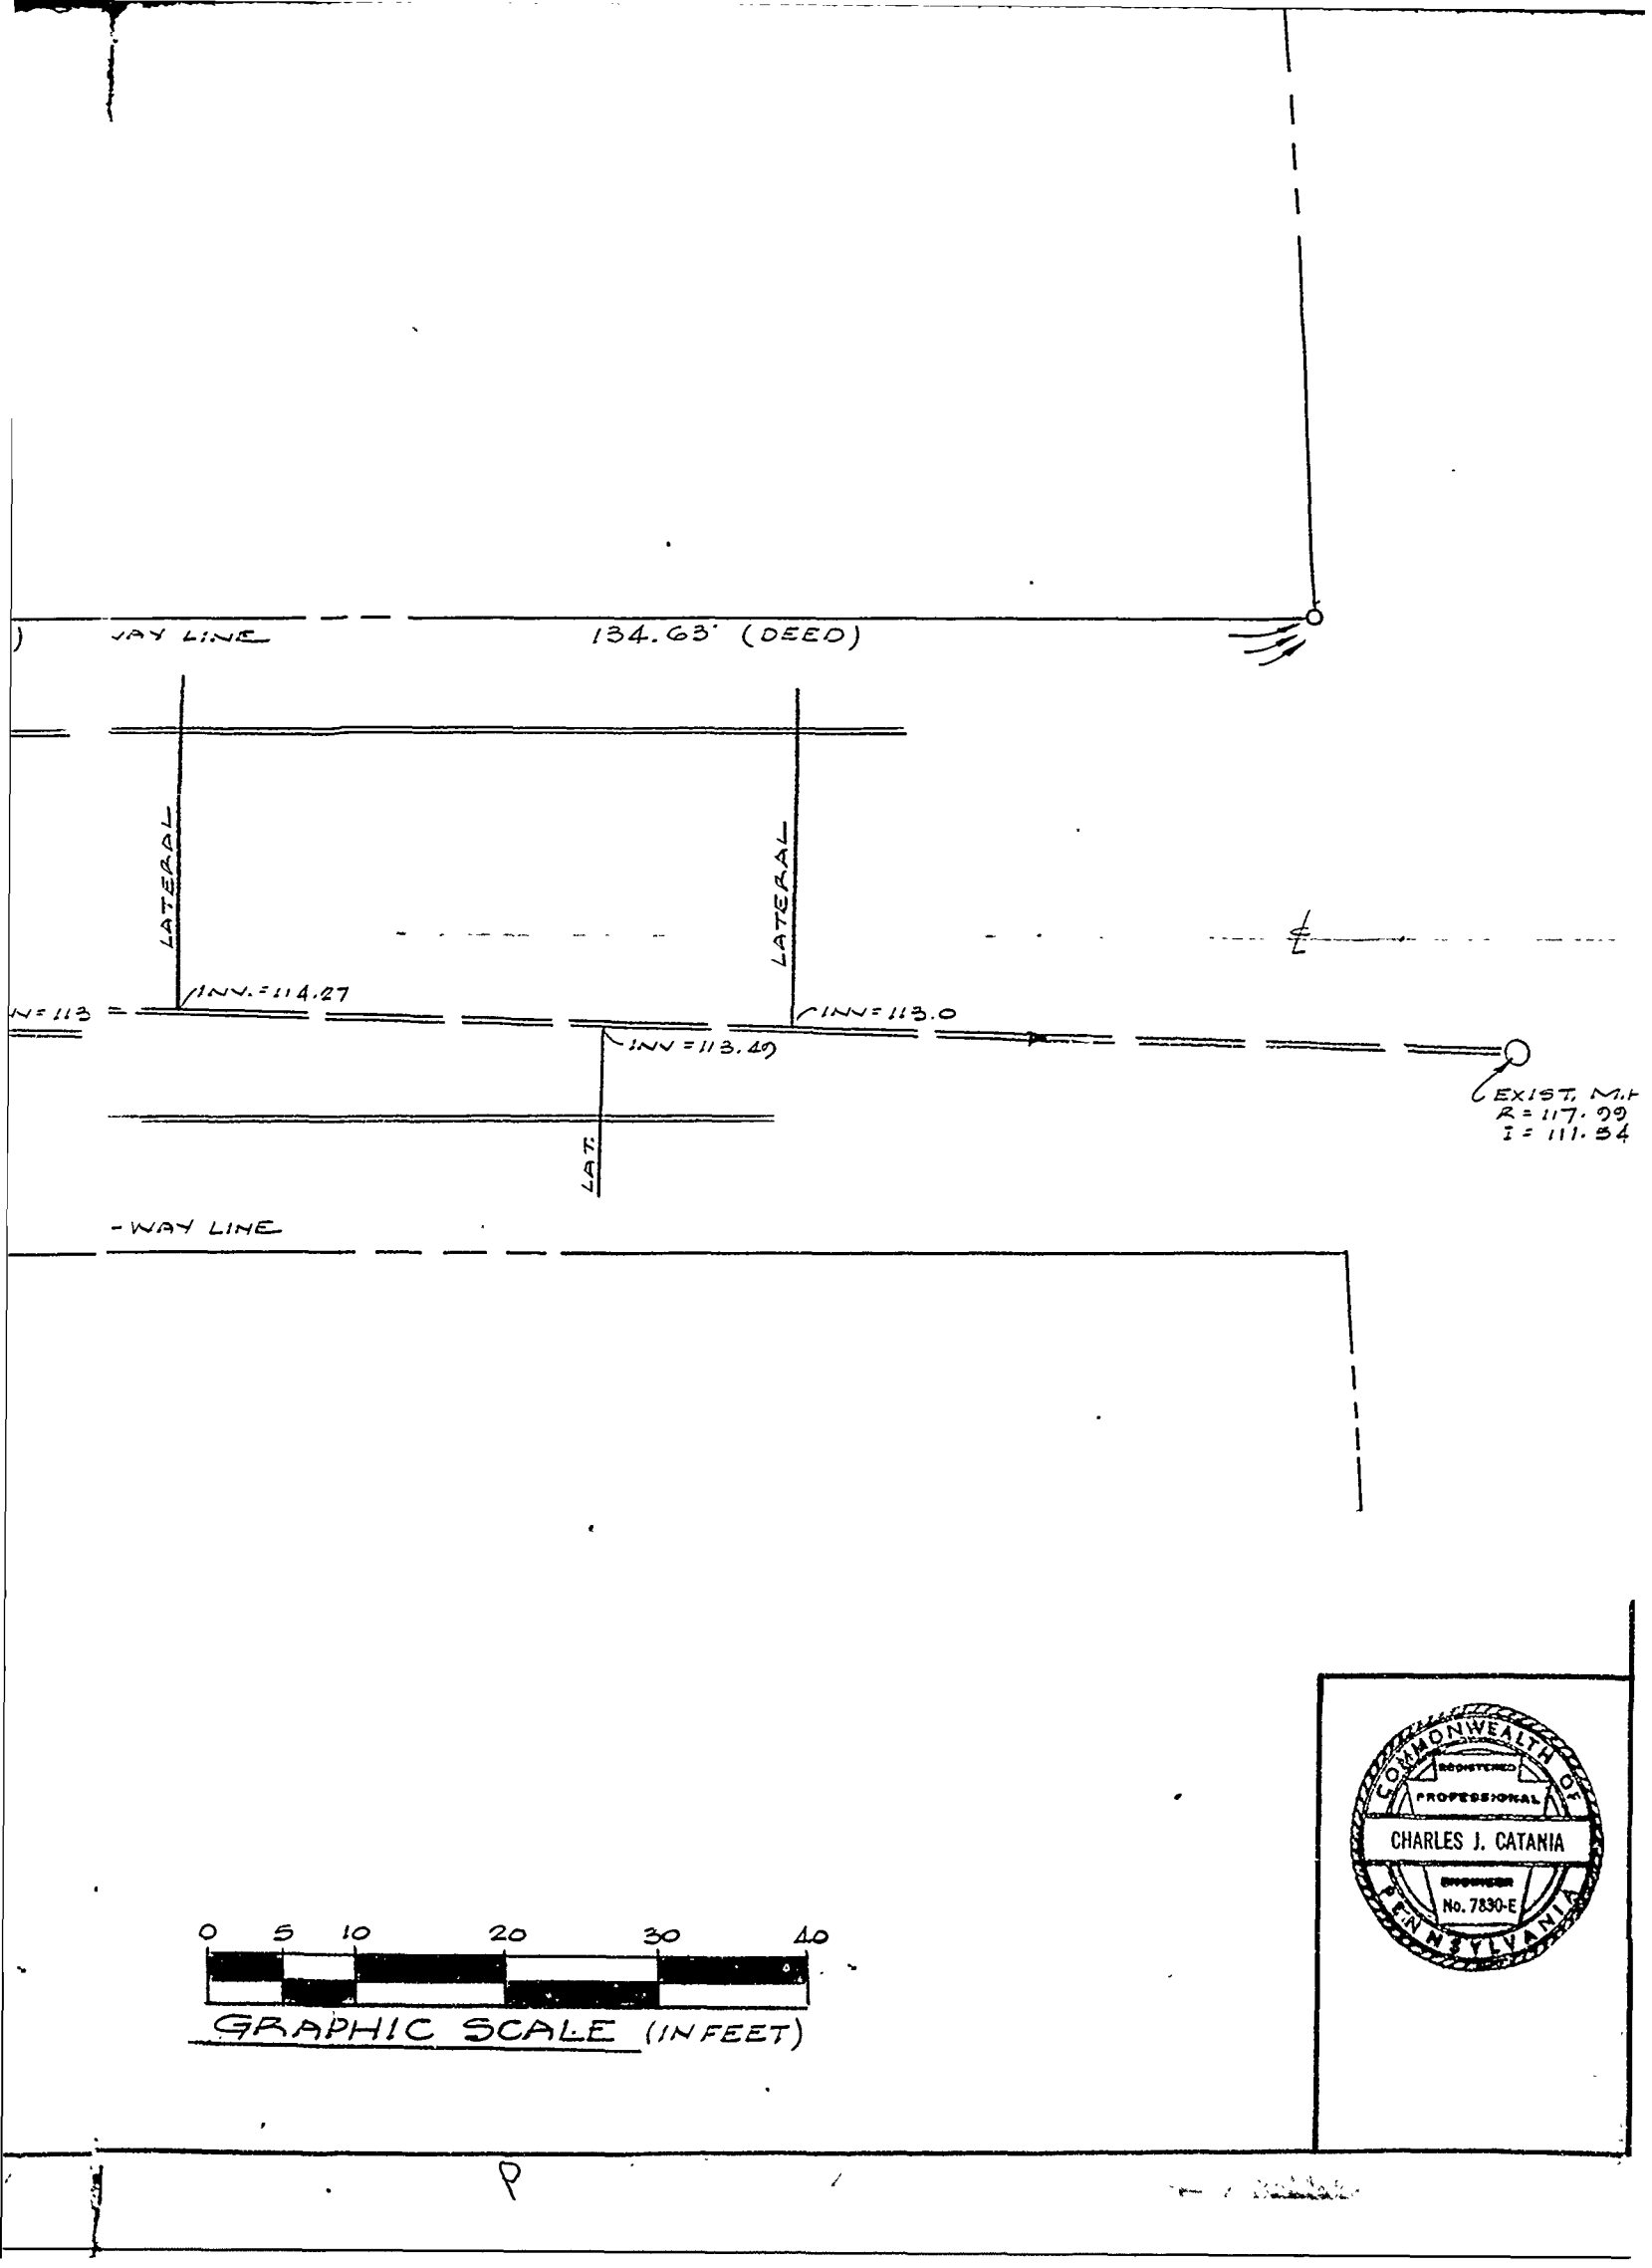 )
WAY LINE
134.63' (DEED)
LATERAL
LATERAL
INV.=114.27
INV=113.0
V=113
INV=113.49
EXIST. M.H
R=117.99
I=111.54
LAT.
-WAY LINE
COMMONWEALTH OF
REGISTERED
PROFESSIONAL
CHARLES J. CATANIA
ENGINEER
No. 7830-E
PENNSYLVANIA
0 5 10 20 30 40
GRAPHIC SCALE (IN FEET)
P